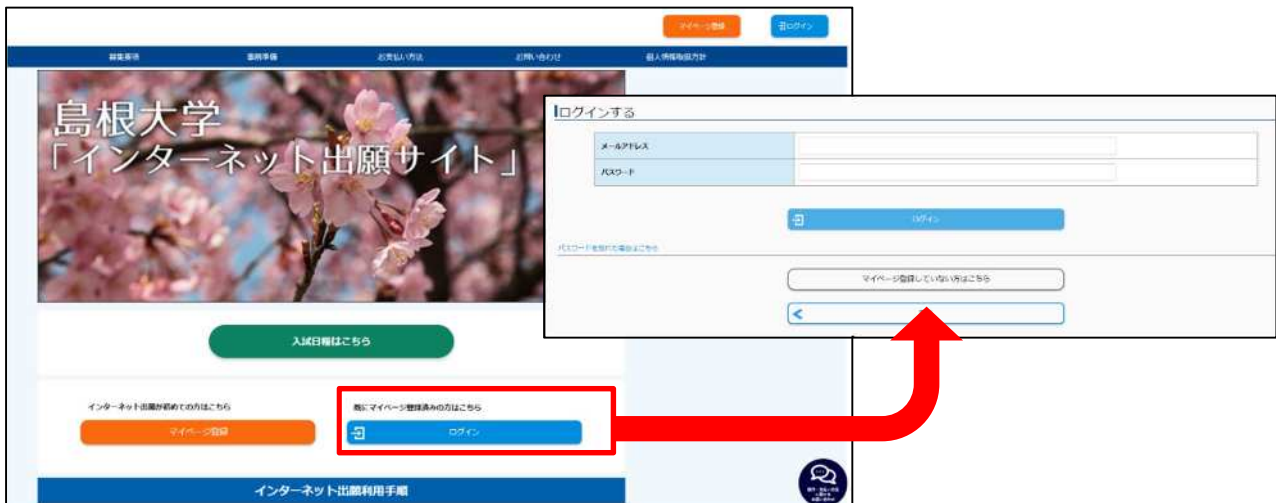 マイページ登録
ログイン
募集要項
事前準備
お支払い方法
お問い合わせ
個人情報取扱方針
島根大学
「インターネット出願サイト」
入試日程はこちら
インターネット出願が初めての方はこちら
マイページ登録
既にマイページ登録済みの方はこちら
ログイン
インターネット出願利用手順
ログインする
メールアドレス
パスワード
ログイン
パスワードを忘れた場合はこちら
マイページ登録していない方はこちら